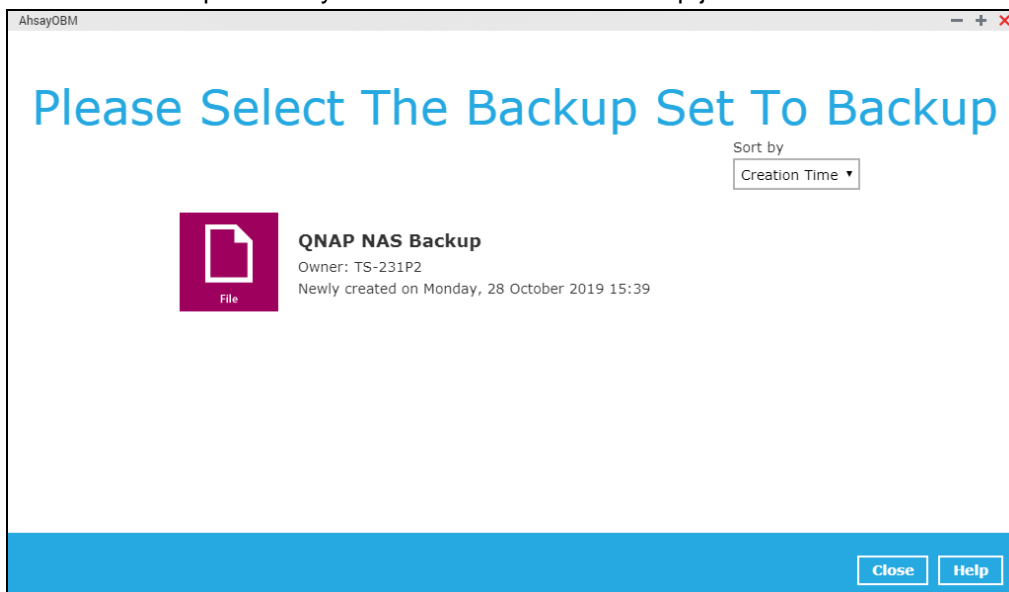 AhsayOBM
Please Select The Backup Set To Backup
Sort by
Creation Time
File
QNAP NAS Backup
Owner: TS-231P2
Newly created on Monday, 28 October 2019 15:39
Close
Help